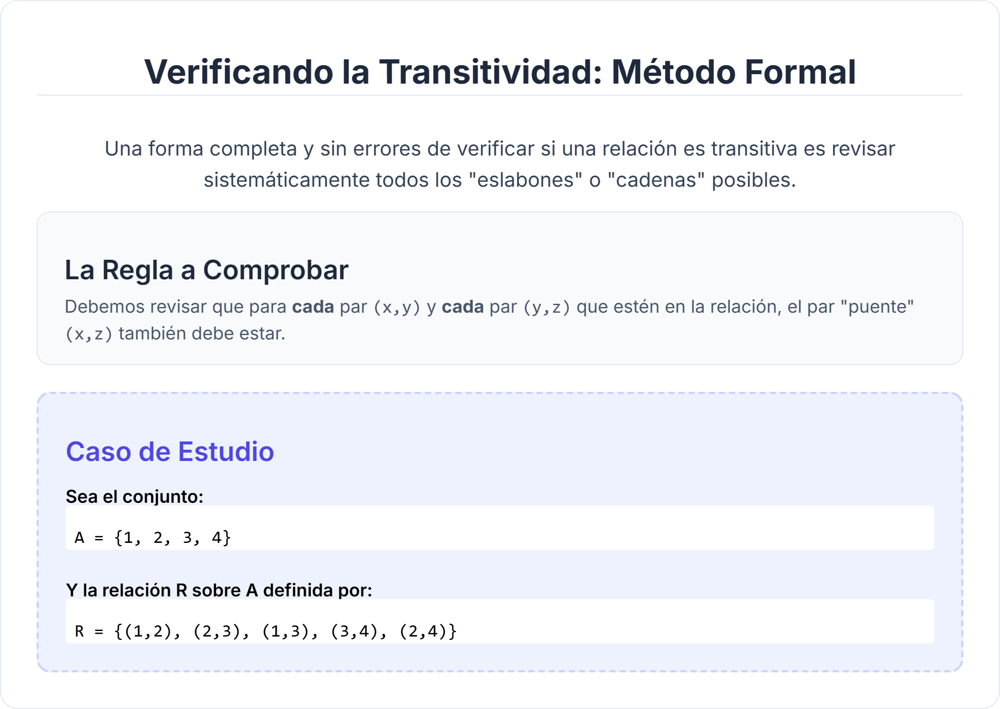 Verificando la Transitividad: Método Formal
Una forma completa y sin errores de verificar si una relación es transitiva es revisar
sistemáticamente todos los "eslabones" o "cadenas" posibles.
La Regla a Comprobar
Debemos revisar que para cada par (x,y) y cada par (y,z) que estén en la relación, el par "puente"
(x,z) también debe estar.
Caso de Estudio
Sea el conjunto:
A = {1, 2, 3, 4}
Y la relación R sobre A definida por:
R = {(1,2), (2,3), (1,3), (3,4), (2,4)}